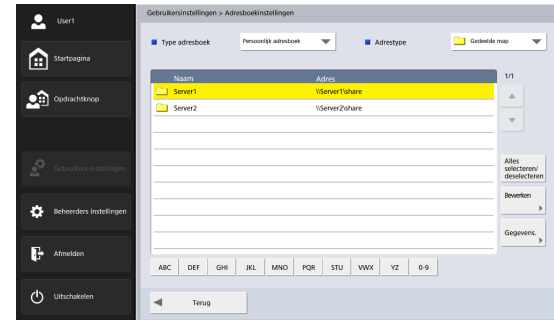 User1
Gebruikersinstellingen > Adresboekinstellingen
Type adresboek
Persoonlijk adresboek
Adrestype
Gedeelde map
Startpagina
Opdrachtknop
Gebruikers instellingen
Beheerders instellingen
Afmelden
Uitschakelen
Naam Adres
Server1 \\Server1\share
Server2 \\Server2\share
1/1
Alles
selecteren/
deselecteren
Bewerken
Gegevens.
ABC DEF GHI JKL MNO PQR STU VWX YZ 0-9
Terug